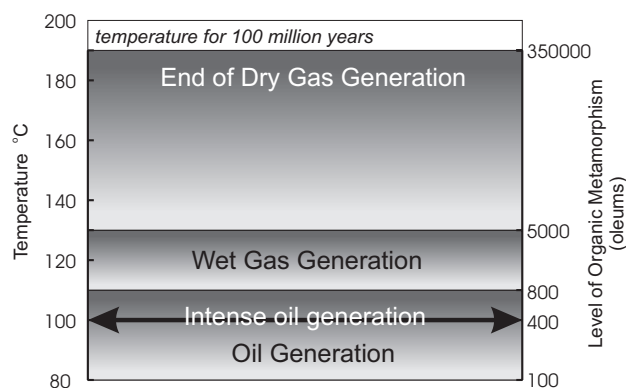 temperature for 100 million years
End of Dry Gas Generation
Wet Gas Generation
Intense oil generation
Oil Generation
Temperature °C
200
180
160
140
120
100
80
350000
5000
800
400
100
Level of Organic Metamorphism
(oleums)